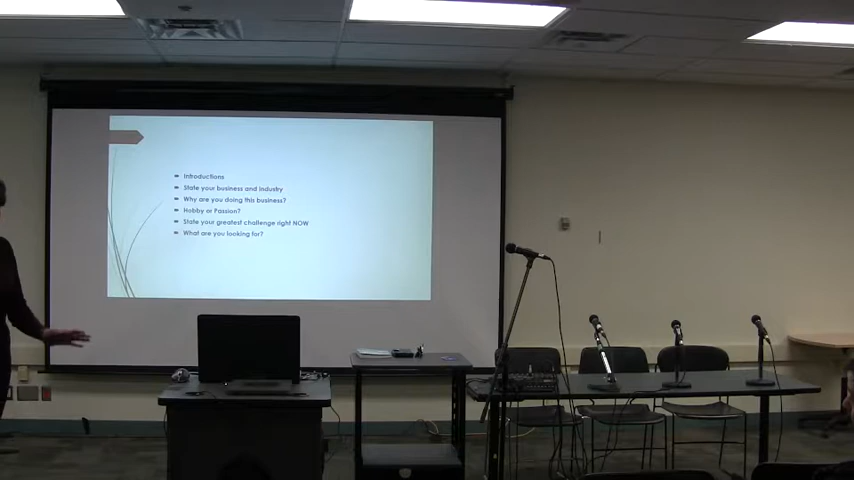 Introductions
State your business and industry
Why are you doing this business?
Hobby or Passion?
State your greatest challenge right NOW
What are you looking for?